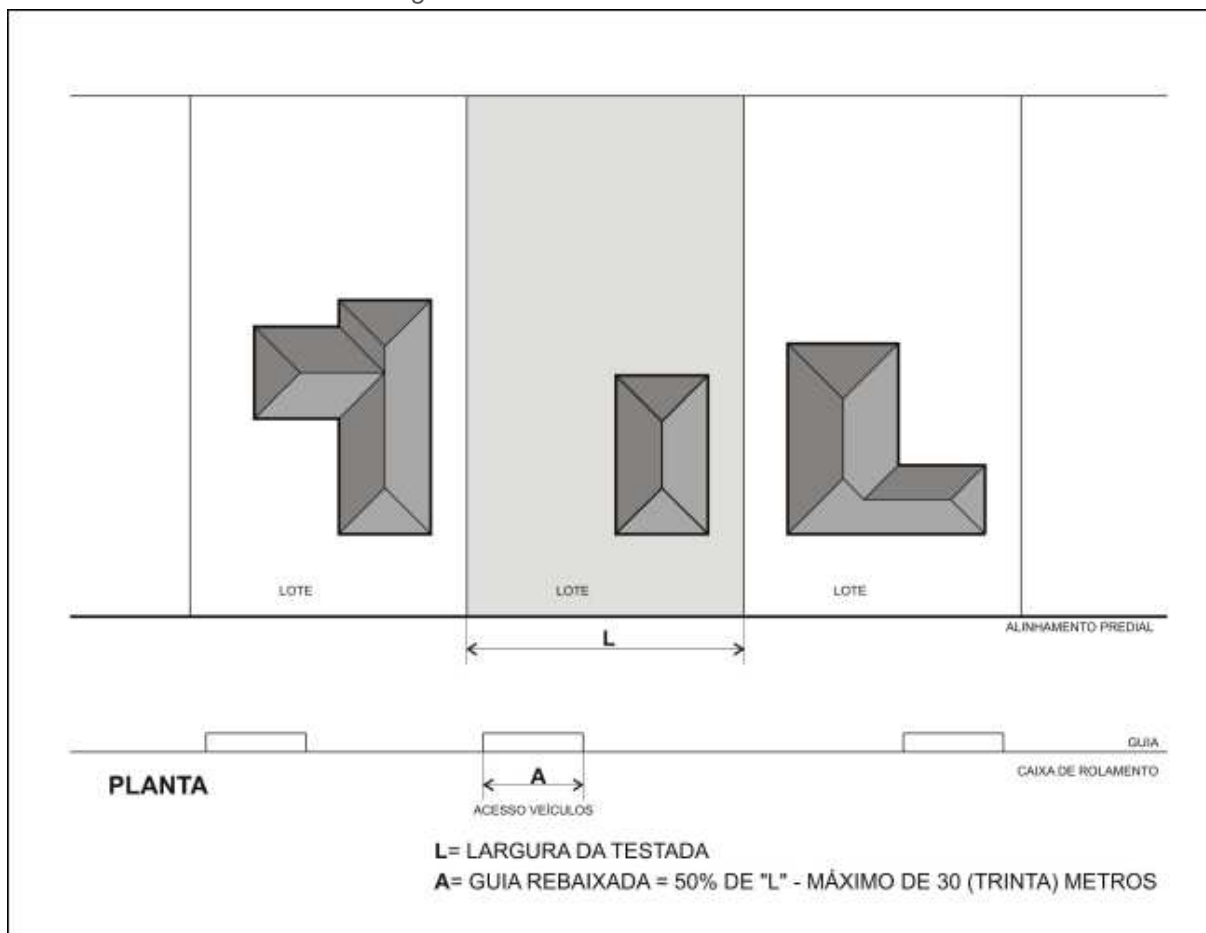 LOTE
LOTE
LOTE
ALINHAMENTO PREDIAL
L
GUIA
CAIXA DE ROLAMENTO
PLANTA
A
ACESSO VEÍCULOS
L= LARGURA DA TESTADA
A= GUIA REBAIXADA = 50% DE "L" - MÁXIMO DE 30 (TRINTA) METROS